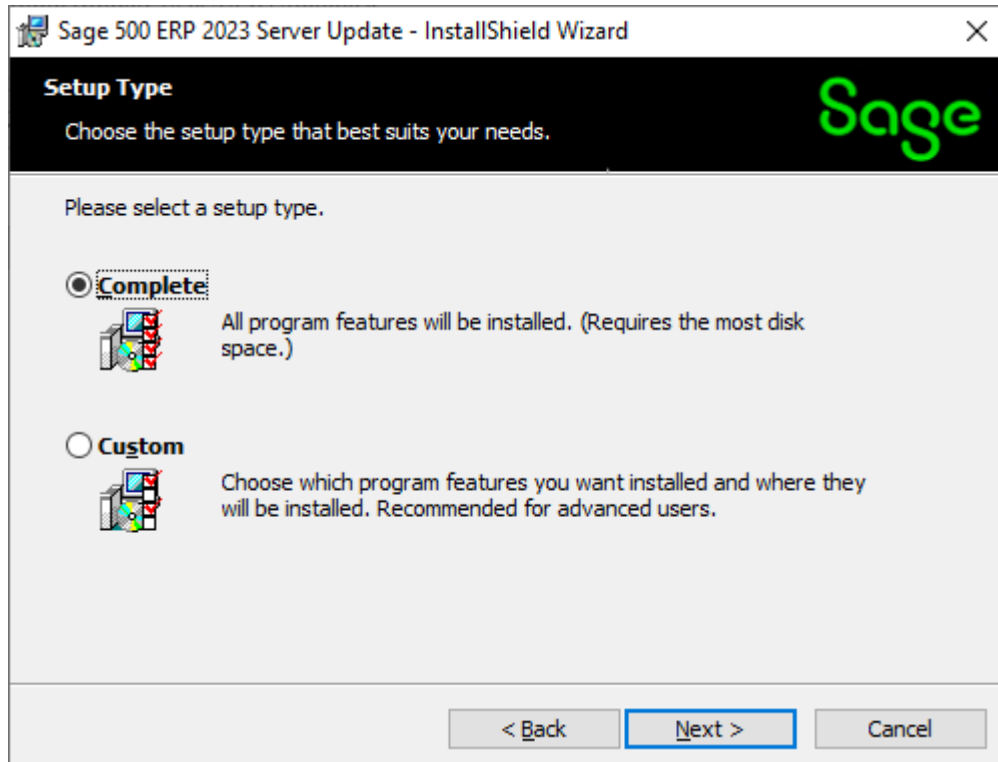 Sage 500 ERP 2023 Server Update - InstallShield Wizard
Setup Type
Choose the setup type that best suits your needs.
Sage
Please select a setup type.
Complete
All program features will be installed. (Requires the most disk
space.)
Custom
Choose which program features you want installed and where they
will be installed. Recommended for advanced users.
< Back
Next >
Cancel